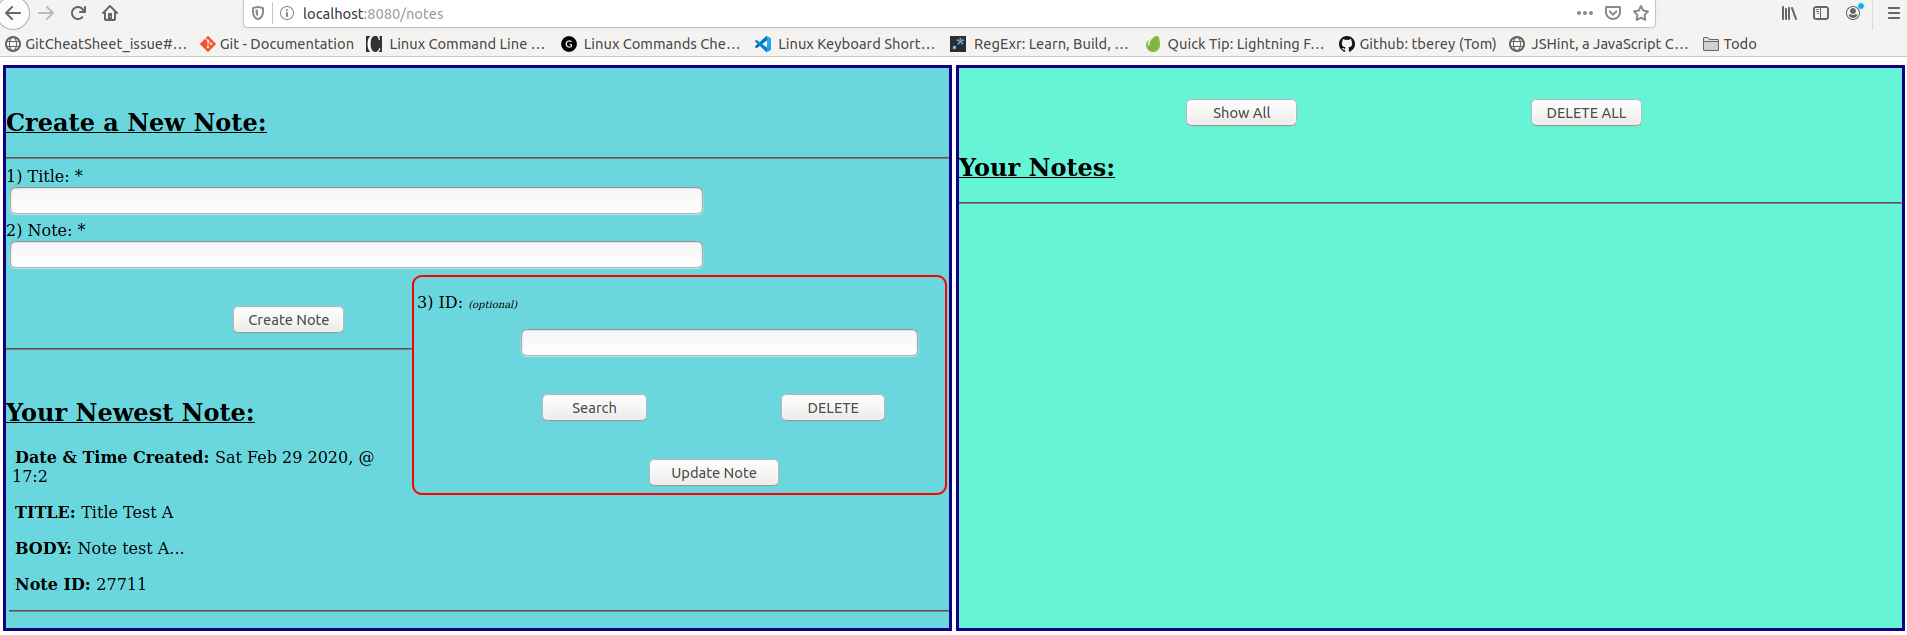 localhost:8080/notes
GitCheatSheet_issue#… Git - Documentation Linux Command Line … Linux Commands Che… Linux Keyboard Short… RegExr: Learn, Build, … Quick Tip: Lightning F… Github: tberey (Tom) JSHint, a JavaScript C… Todo
Create a New Note:
1) Title: *
2) Note: *
Create Note
3) ID: (optional)
Search DELETE
Update Note
Your Newest Note:
Date & Time Created: Sat Feb 29 2020, @
17:2
TITLE: Title Test A
BODY: Note test A...
Note ID: 27711
Show All DELETE ALL
Your Notes: